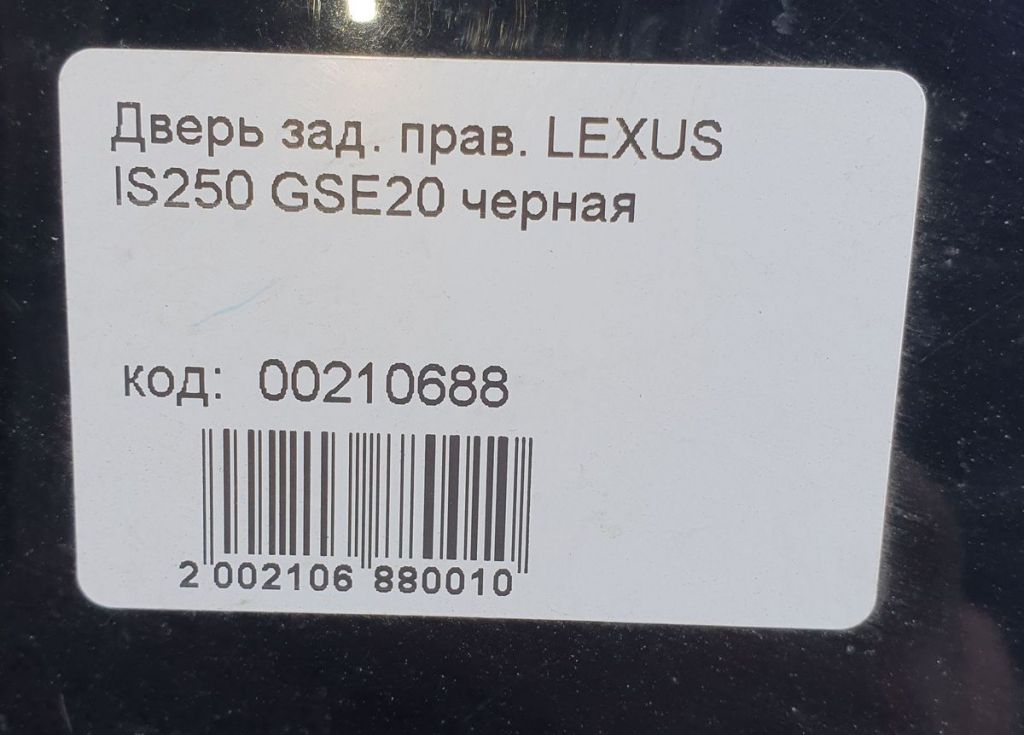 Дверь зад. прав. LEXUS
IS250 GSE20 черная
код: 00210688
2 002106 880010